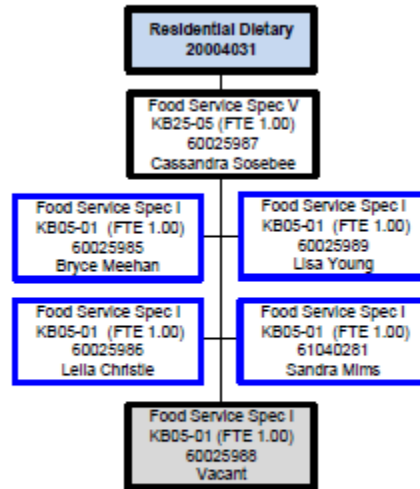 Residential Dietary
20004031
Food Service Spec V
KB25-05 (FTE 1.00)
60025987
Cassandra Sosebee
Food Service Spec I
KB05-01 (FTE 1.00)
60025985
Bryce Meehan
Food Service Spec I
KB05-01 (FTE 1.00)
60025989
Lisa Young
Food Service Spec I
KB05-01 (FTE 1.00)
60025986
Lella Christie
Food Service Spec I
KB05-01 (FTE 1.00)
61040281
Sandra Mims
Food Service Spec I
KB05-01 (FTE 1.00)
60025988
Vacant